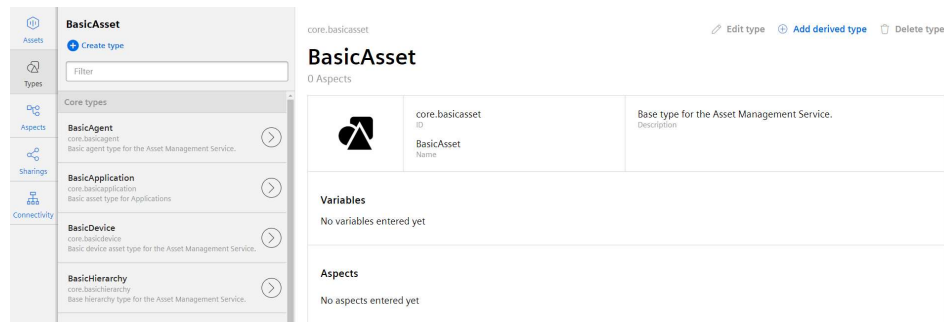 Assets
Types
Aspects
Sharings
Connectivity
BasicAsset
Create type
Filter
Core types
BasicAgent
core.basicagent
Basic agent type for the Asset Management Service.
BasicApplication
core.basicapplication
Basic asset type for Applications
BasicDevice
core.basicdevice
Basic device asset type for the Asset Management Service.
BasicHierarchy
core.basichierarchy
Base hierarchy type for the Asset Management Service.
core.basicasset
Edit type
Add derived type
Delete type
BasicAsset
0 Aspects
core.basicasset
ID
BasicAsset
Name
Base type for the Asset Management Service.
Description
Variables
No variables entered yet
Aspects
No aspects entered yet